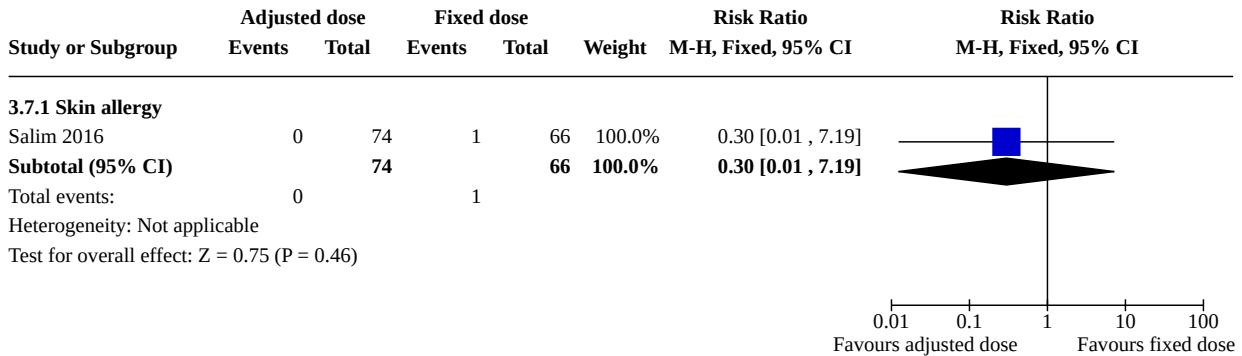 Adjusted dose Fixed dose Risk Ratio Risk Ratio
Study or Subgroup Events Total Events Total Weight M-H, Fixed, 95% CI M-H, Fixed, 95% CI
3.7.1 Skin allergy
Salim 2016 0 74 1 66 100.0% 0.30 [0.01 , 7.19]
Subtotal (95% CI) 74 66 100.0% 0.30 [0.01 , 7.19]
Total events: 0 1
Heterogeneity: Not applicable
Test for overall effect: Z = 0.75 (P = 0.46)
0.01 0.1 1 10 100
Favours adjusted dose Favours fixed dose